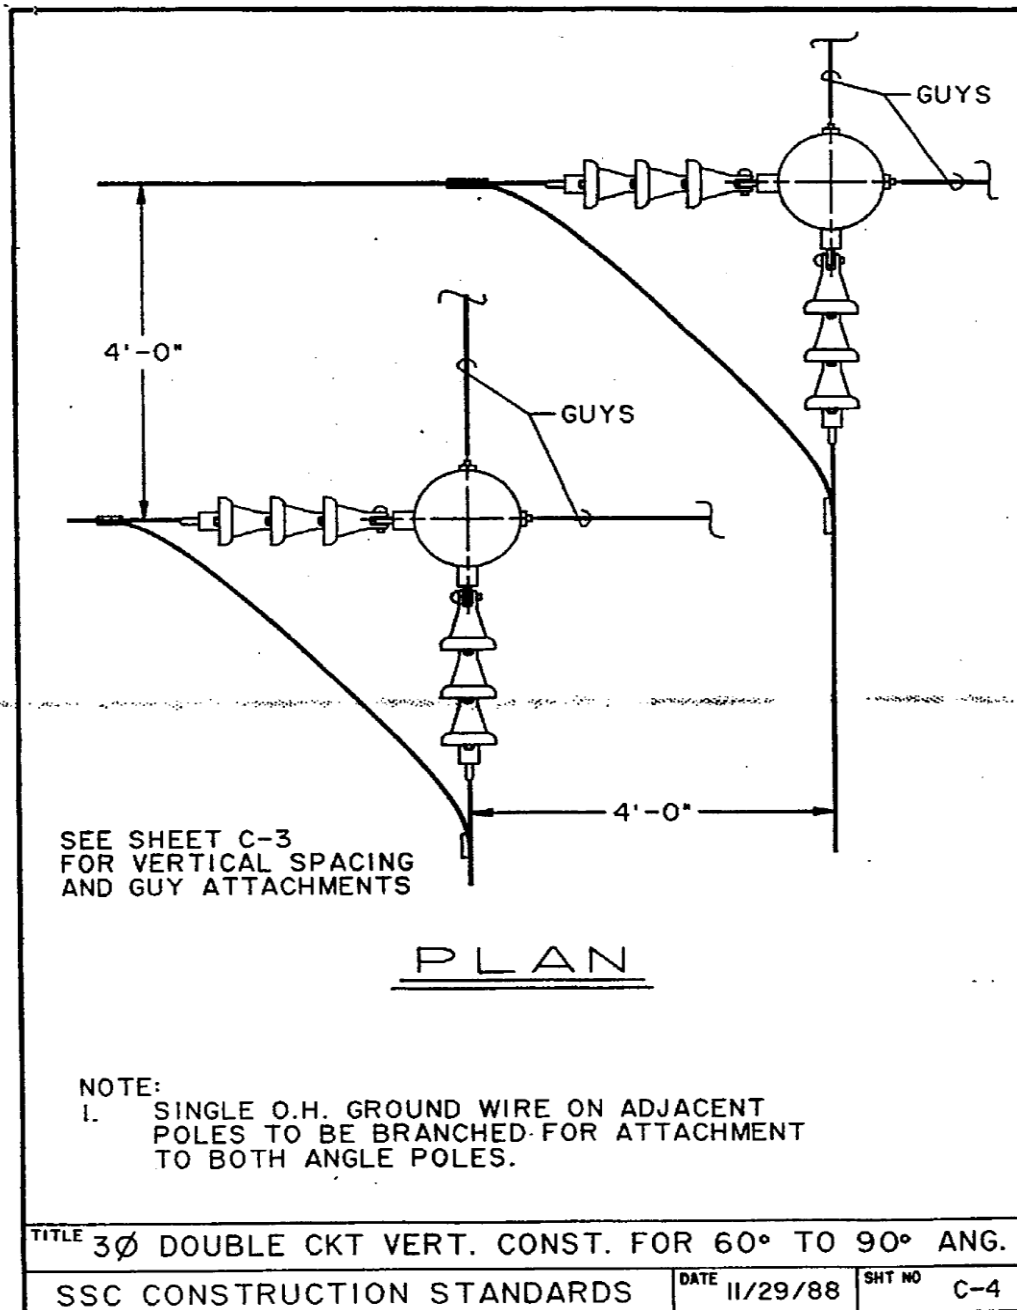 GUYS
4'-0"
GUYS
4'-0"
SEE SHEET C-3
FOR VERTICAL SPACING
AND GUY ATTACHMENTS
PLAN
NOTE:
1. SINGLE O.H. GROUND WIRE ON ADJACENT
POLES TO BE BRANCHED FOR ATTACHMENT
TO BOTH ANGLE POLES.
TITLE 3Ø DOUBLE CKT VERT. CONST. FOR 60° TO 90° ANG.
SSC CONSTRUCTION STANDARDS DATE 11/29/88 SHT NO C-4